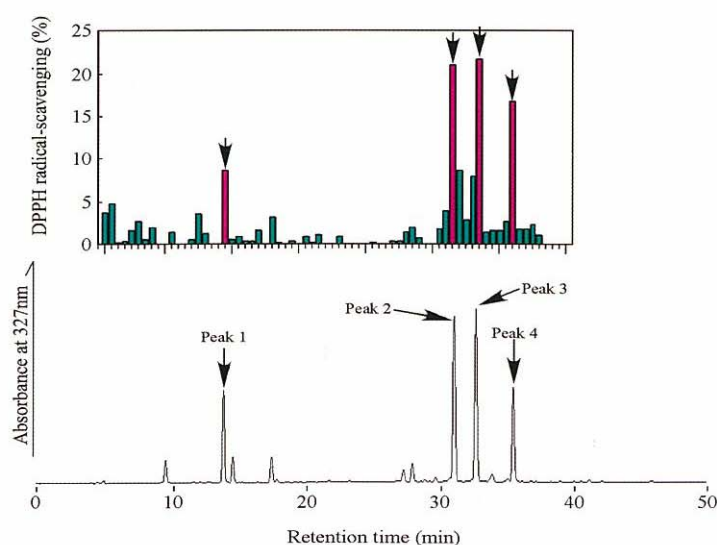 DPPH radical-scavenging (%)
25
20
15
10
5
0
Absorbance at 327nm
Peak 1
Peak 2
Peak 3
Peak 4
0 10 20 30 40 50
Retention time (min)